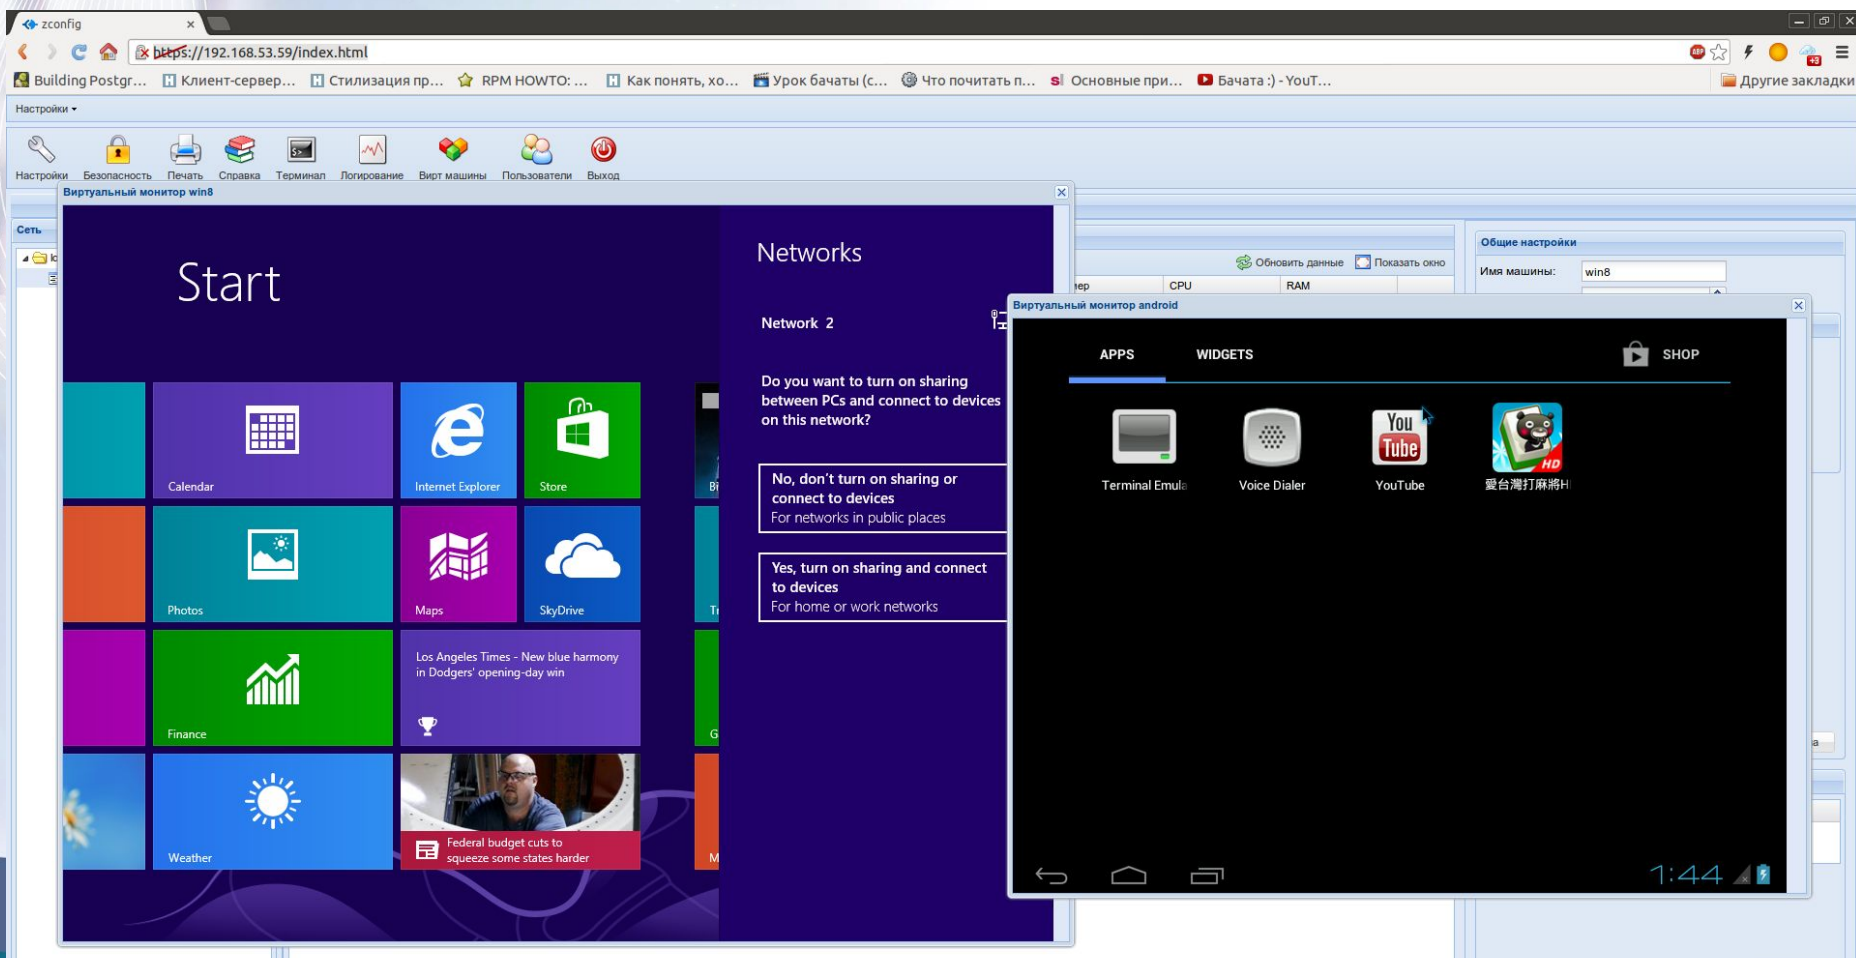 zconfig
https://192.168.53.59/index.html
Building Postgr... Клиент-сервер... Стилизация пр... RPM HOWTO: ... Как понять, хо... Урок бачаты (с... Что почитать п... Основные при... Бачата :) - YouT... Другие закладки
Настройки
Настройки Безопасность Печать Справка Терминал Логирование Вирт машины Пользователи Выход
Виртуальный монитор win8
Сеть
Start
Calendar
Internet Explorer
Store
Photos
Maps
SkyDrive
Finance
Los Angeles Times - New blue harmony
in Dodgers' opening-day win
Weather
Federal budget cuts to
squeeze some states harder
Networks
Network 2
Do you want to turn on sharing
between PCs and connect to devices
on this network?
No, don't turn on sharing or
connect to devices
For networks in public places
Yes, turn on sharing and connect
to devices
For home or work networks
Обновить данные Показать окно
CPU RAM
Общие настройки
Имя машины: win8
Виртуальный монитор android
APPS WIDGETS SHOP
Terminal Emula
Voice Dialer
YouTube
愛台灣打麻將H
You
Tube
HD
1:44